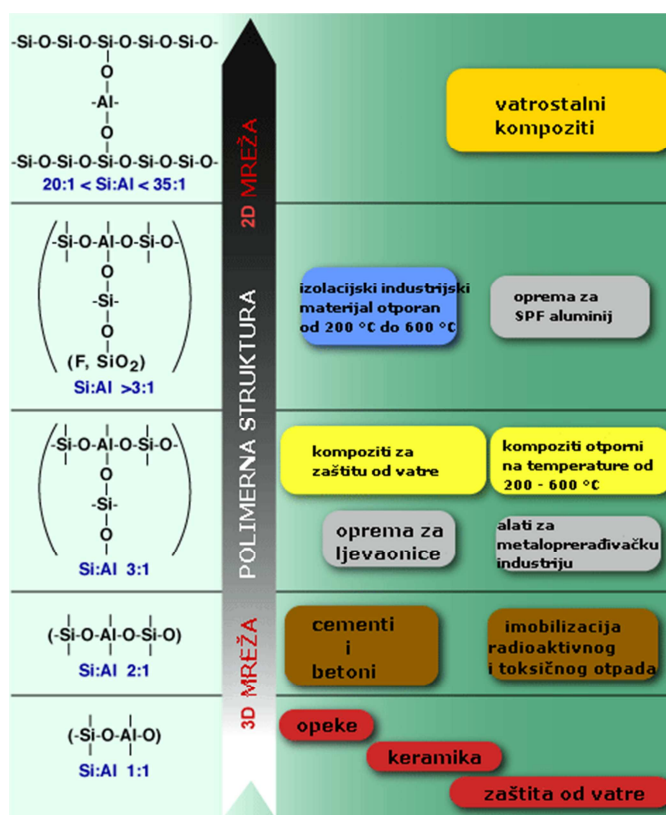 -Si-O-Si-O-Si-O-Si-O-Si-O-
O
-Al-
O
-Si-O-Si-O-Si-O-Si-O-Si-O-
20:1 < Si:Al < 35:1
vatrostalni
kompoziti
-Si-O-Al-O-Si-O-
O
-Si-
O
(F, SiO2)
Si:Al >3:1
izolacijski industrijski
materijal otporan
od 200 °C do 600 °C
oprema za
SPF aluminij
-Si-O-Al-O-Si-O-
O
-Si-O-
O
Si:Al 3:1
kompoziti za
zaštitu od vatre
kompoziti otporni
na temperature od
200 - 600 °C
oprema za
ljevaonice
alati za
metaloprerađivačku
industriju
(-Si-O-Al-O-Si-O)
Si:Al 2:1
cementi
i
betoni
imobilizacija
radioaktivnog
i toksičnog otpada
(-Si-O-Al-O)
Si:Al 1:1
opeke
keramika
zaštita od vatre
2D MREŽA
POLIMERNA STRUKTURA
3D MREŽA